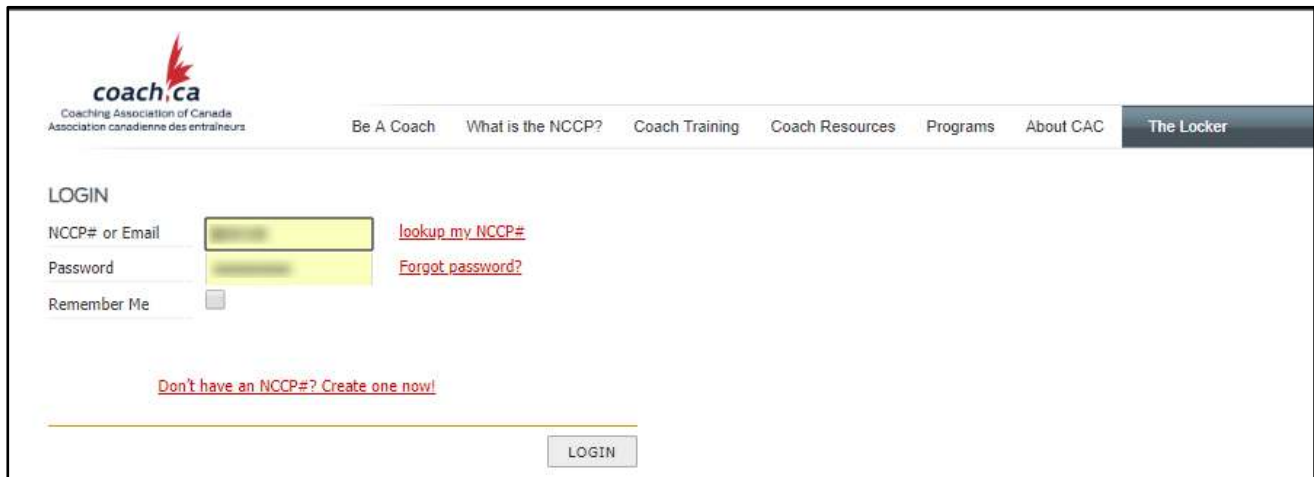 coach.ca
Coaching Association of Canada
Association canadienne des entraîneurs
Be A Coach What is the NCCP? Coach Training Coach Resources Programs About CAC The Locker
LOGIN
NCCP# or Email lookup my NCCP#
Password Forgot password?
Remember Me
Don't have an NCCP#? Create one now!
LOGIN